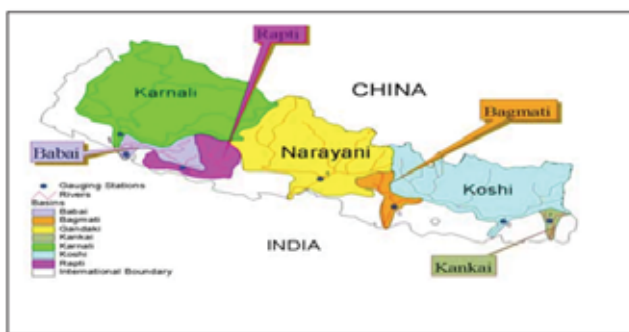 Rapti
Karnali
CHINA
Bagmati
Babai
Narayani
Koshi
Gauging Stations
Rivers
Basins
Babai
Bagmati
Gandaki
Kankai
Karnali
Koshi
Rapti
International Boundary
INDIA
Kankai